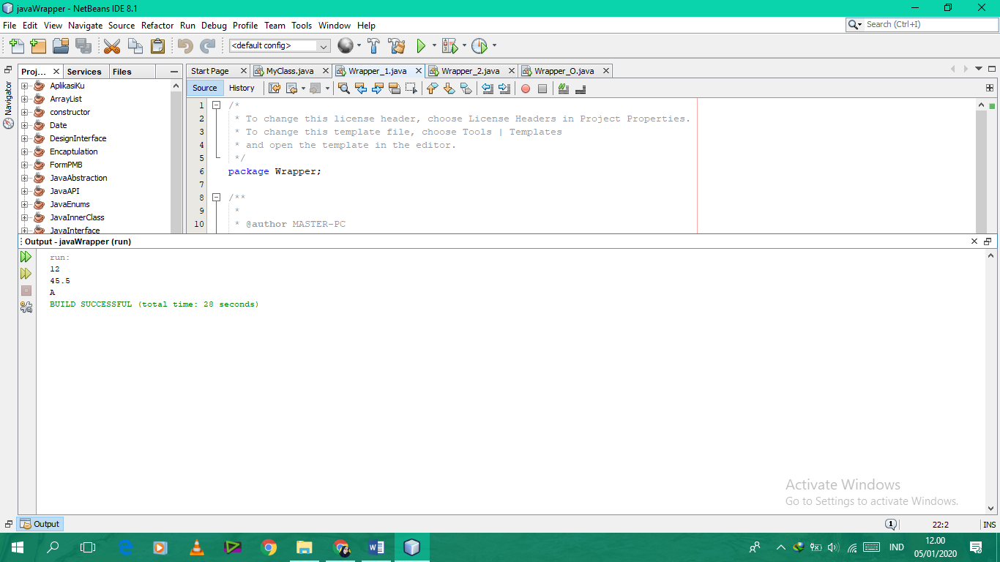 javaWrapper - NetBeans IDE 8.1
File Edit View Navigate Source Refactor Run Debug Profile Team Tools Window Help
Search (Ctrl+I)
<default config>
Proj... Services Files
Start Page MyClass.java Wrapper_1.java Wrapper_2.java Wrapper_O.java
Navigator
Source History
AplikasiKu
ArrayList
constructor
Date
DesignInterface
Encaptulation
FormPMB
JavaAbstraction
JavaAPI
JavaEnums
JavaInnerClass
JavaInterface
1 /*
2 * To change this license header, choose License Headers in Project Properties.
3 * To change this template file, choose Tools | Templates
4 * and open the template in the editor.
5 */
6 package Wrapper;
7
8 /**
9 *
10 * @author MASTER-PC
Output - javaWrapper (run)
run:
12
45.5
A
BUILD SUCCESSFUL (total time: 28 seconds)
Activate Windows
Go to Settings to activate Windows.
Output
1 22:2 INS
IND
12.00
05/01/2020